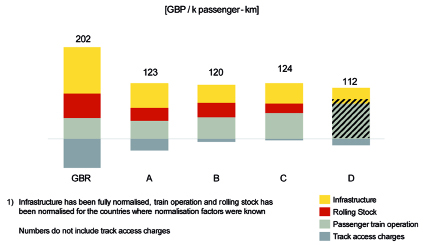 [GBP / k passenger - km]
202
123
120
124
112
GBR
A
B
C
D
1) Infrastructure has been fully normalised, train operation and rolling stock has
been normalised for the countries where normalisation factors were known
Numbers do not include track access charges
Infrastructure
Rolling Stock
Passenger train operation
Track access charges